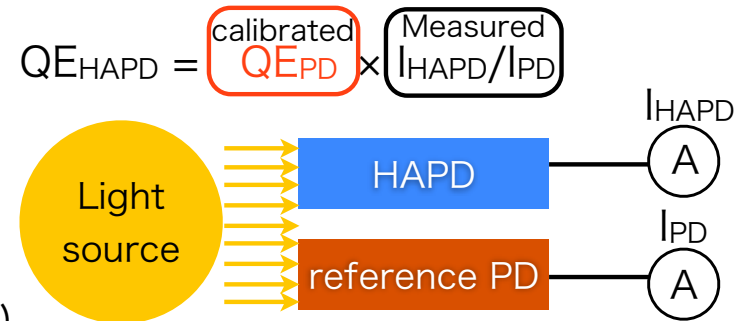 calibrated Measured
QEHAPD = QEPD × IHAPD/IPD
IHAPD
Light source
HAPD
A
IPD
reference PD
A
)